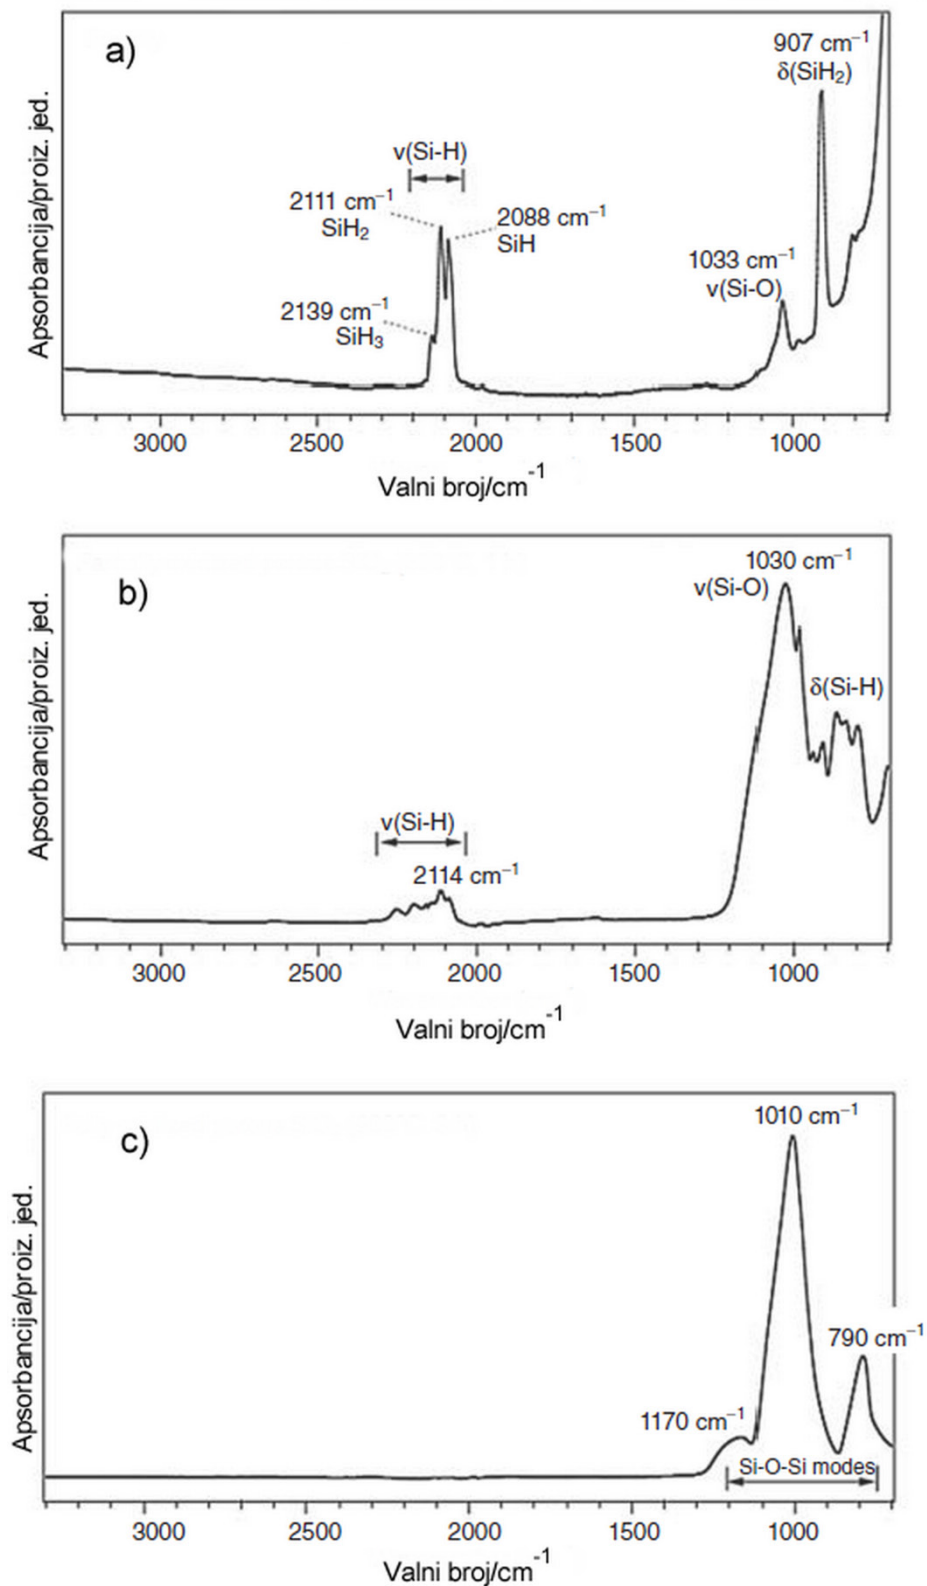 a)
907 cm⁻¹
δ(SiH₂)
ν(Si-H)
2111 cm⁻¹
SiH₂
2088 cm⁻¹
SiH
1033 cm⁻¹
ν(Si-O)
2139 cm⁻¹
SiH₃
Apsorbancija/proiz. jed.
3000 2500 2000 1500 1000
Valni broj/cm⁻¹
b)
1030 cm⁻¹
ν(Si-O)
δ(Si-H)
ν(Si-H)
2114 cm⁻¹
Apsorbancija/proiz. jed.
3000 2500 2000 1500 1000
Valni broj/cm⁻¹
c)
1010 cm⁻¹
790 cm⁻¹
1170 cm⁻¹
Si-O-Si modes
Apsorbancija/proiz. jed.
3000 2500 2000 1500 1000
Valni broj/cm⁻¹